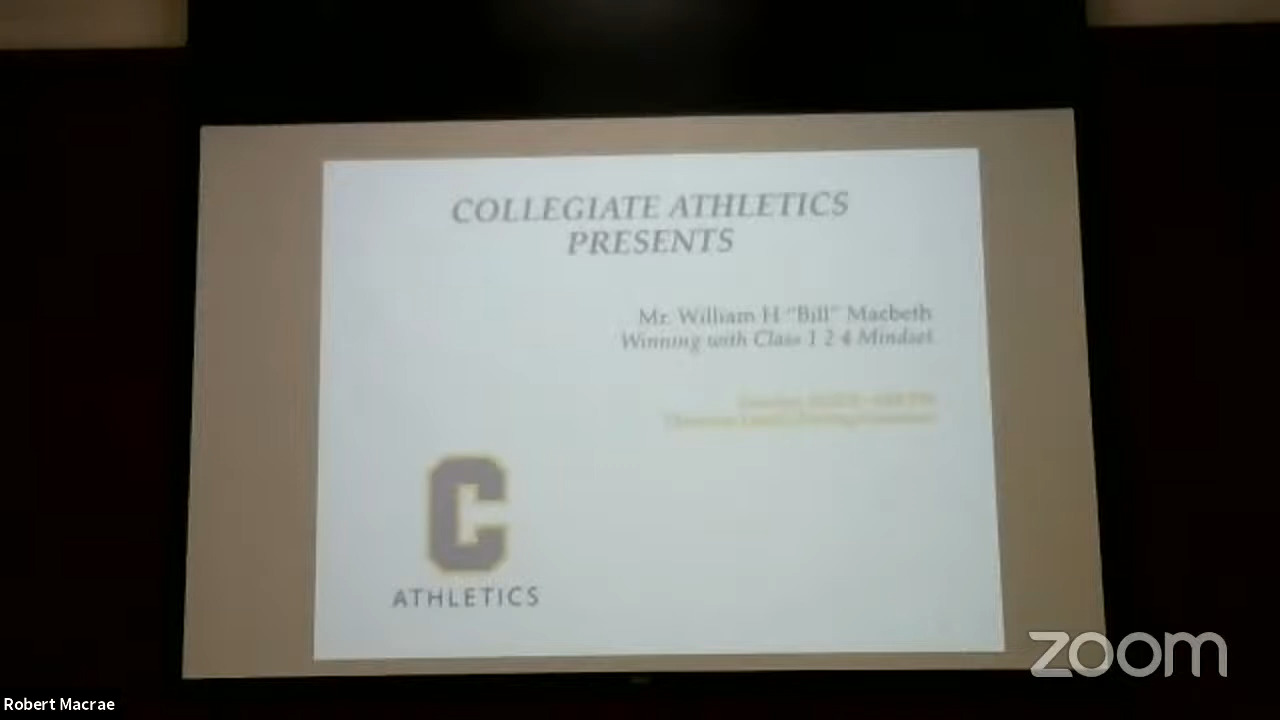 COLLEGIATE ATHLETICS
PRESENTS
Mr. William H "Bill" Macbeth
Winning with Class 1 2 4 Mindset
C
ATHLETICS
zoom
Robert Macrae